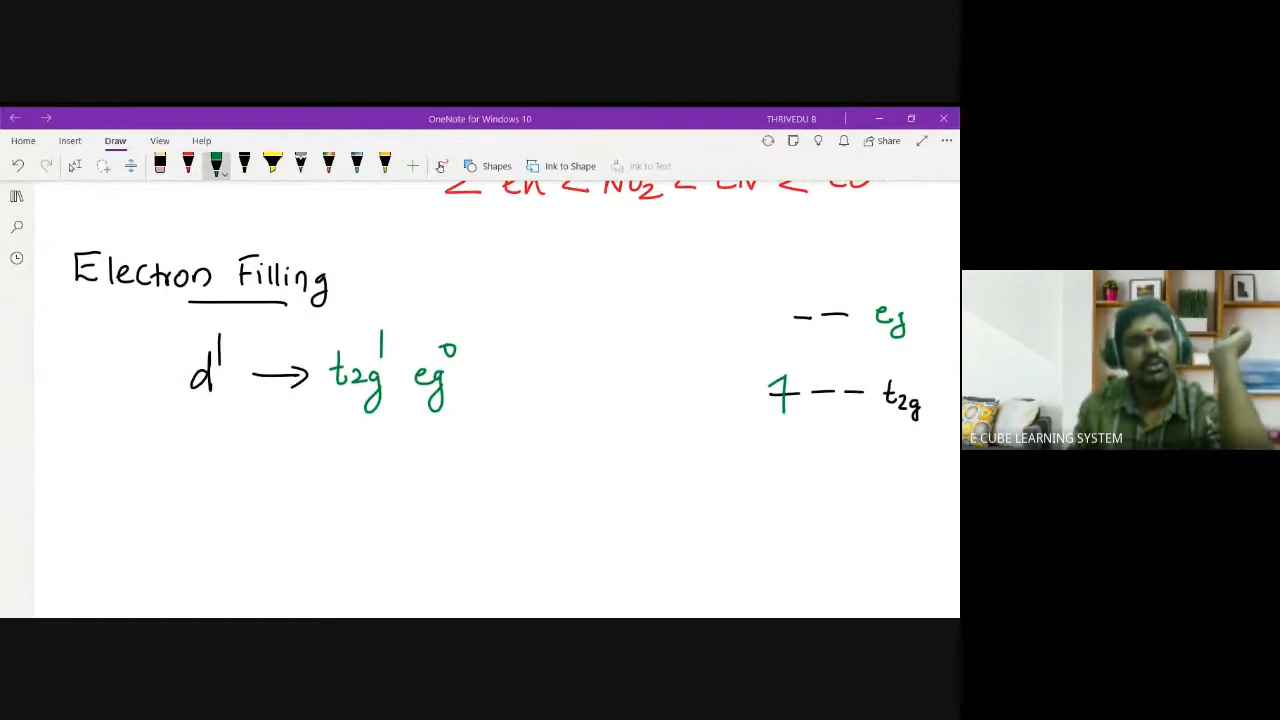 OneNote for Windows 10
THRIVEDU B
Home Insert Draw View Help
Share
Shapes Ink to Shape Ink to Text
< en < NO2 < CN < CO
Electron Filling
d1 → t2g1 eg0
eg
1 t2g
E CUBE LEARNING SYSTEM